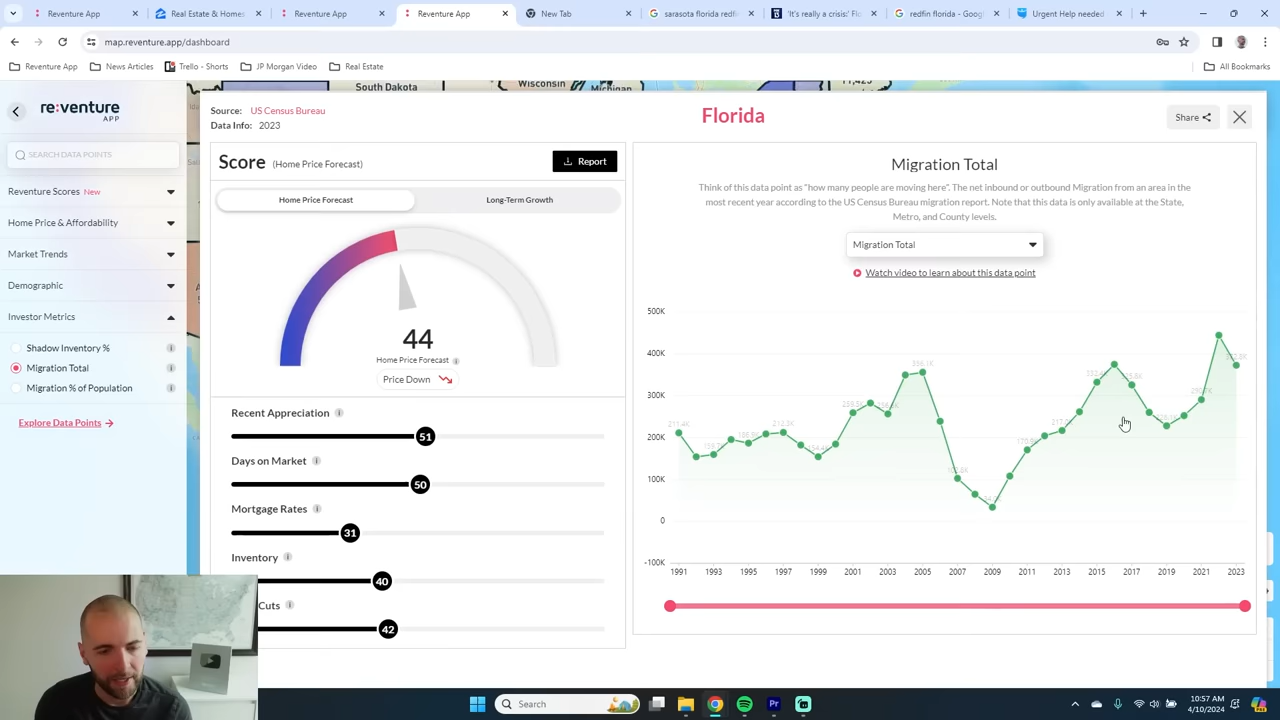 Reventure App
Real Estate & Homes
Reventure App
Reventure App
New Tab
sarasota redfi
'It's really a crisis' Flo
redfin florida - Goog
Urgent Help needed
map.reventure.app/dashboard
Reventure App
News Articles
Trello - Shorts
JP Morgan Video
Real Estate
All Bookmarks
South Dakota
Wisconsin
Michigan
re:venture
APP
SEARCH DATA POINTS
Reventure Scores New
Home Price & Affordability
Market Trends
Demographic
Investor Metrics
Shadow Inventory %
Migration Total
Migration % of Population
Explore Data Points
Source: US Census Bureau
Data Info: 2023
Florida
Share
Score (Home Price Forecast)
Report
Home Price Forecast
Long-Term Growth
44
Home Price Forecast
Price Down
Recent Appreciation
51
Days on Market
50
Mortgage Rates
31
Inventory
40
Cuts
42
Migration Total
Think of this data point as "how many people are moving here". The net inbound or outbound Migration from an area in the
most recent year according to the US Census Bureau migration report. Note that this data is only available at the State,
Metro, and County levels.
Migration Total
Watch video to learn about this data point
500K
400K
300K
200K
100K
0
-100K
211.4K
212.3K
1991 1993 1995 1997 1999 2001 2003 2005 2007 2009 2011 2013 2015 2017 2019 2021 2023
Search
10:57 AM
4/10/2024